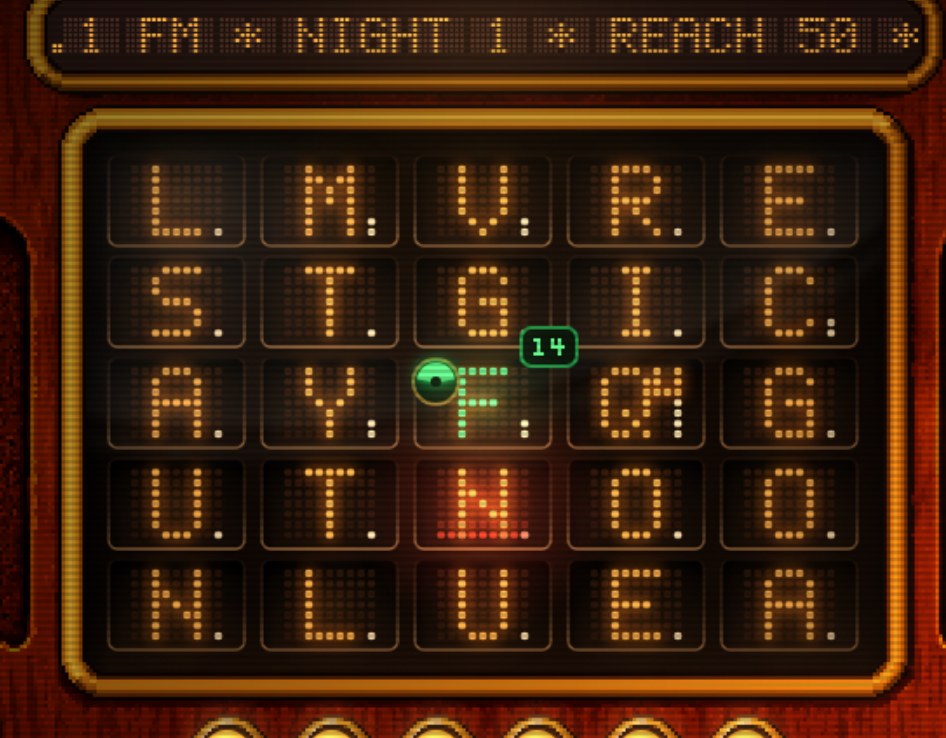 .1 FM * NIGHT 1 * REACH 50 *
L M V R E
S T G I C
14
A Y F Qu G
U T N O O
N L U E A